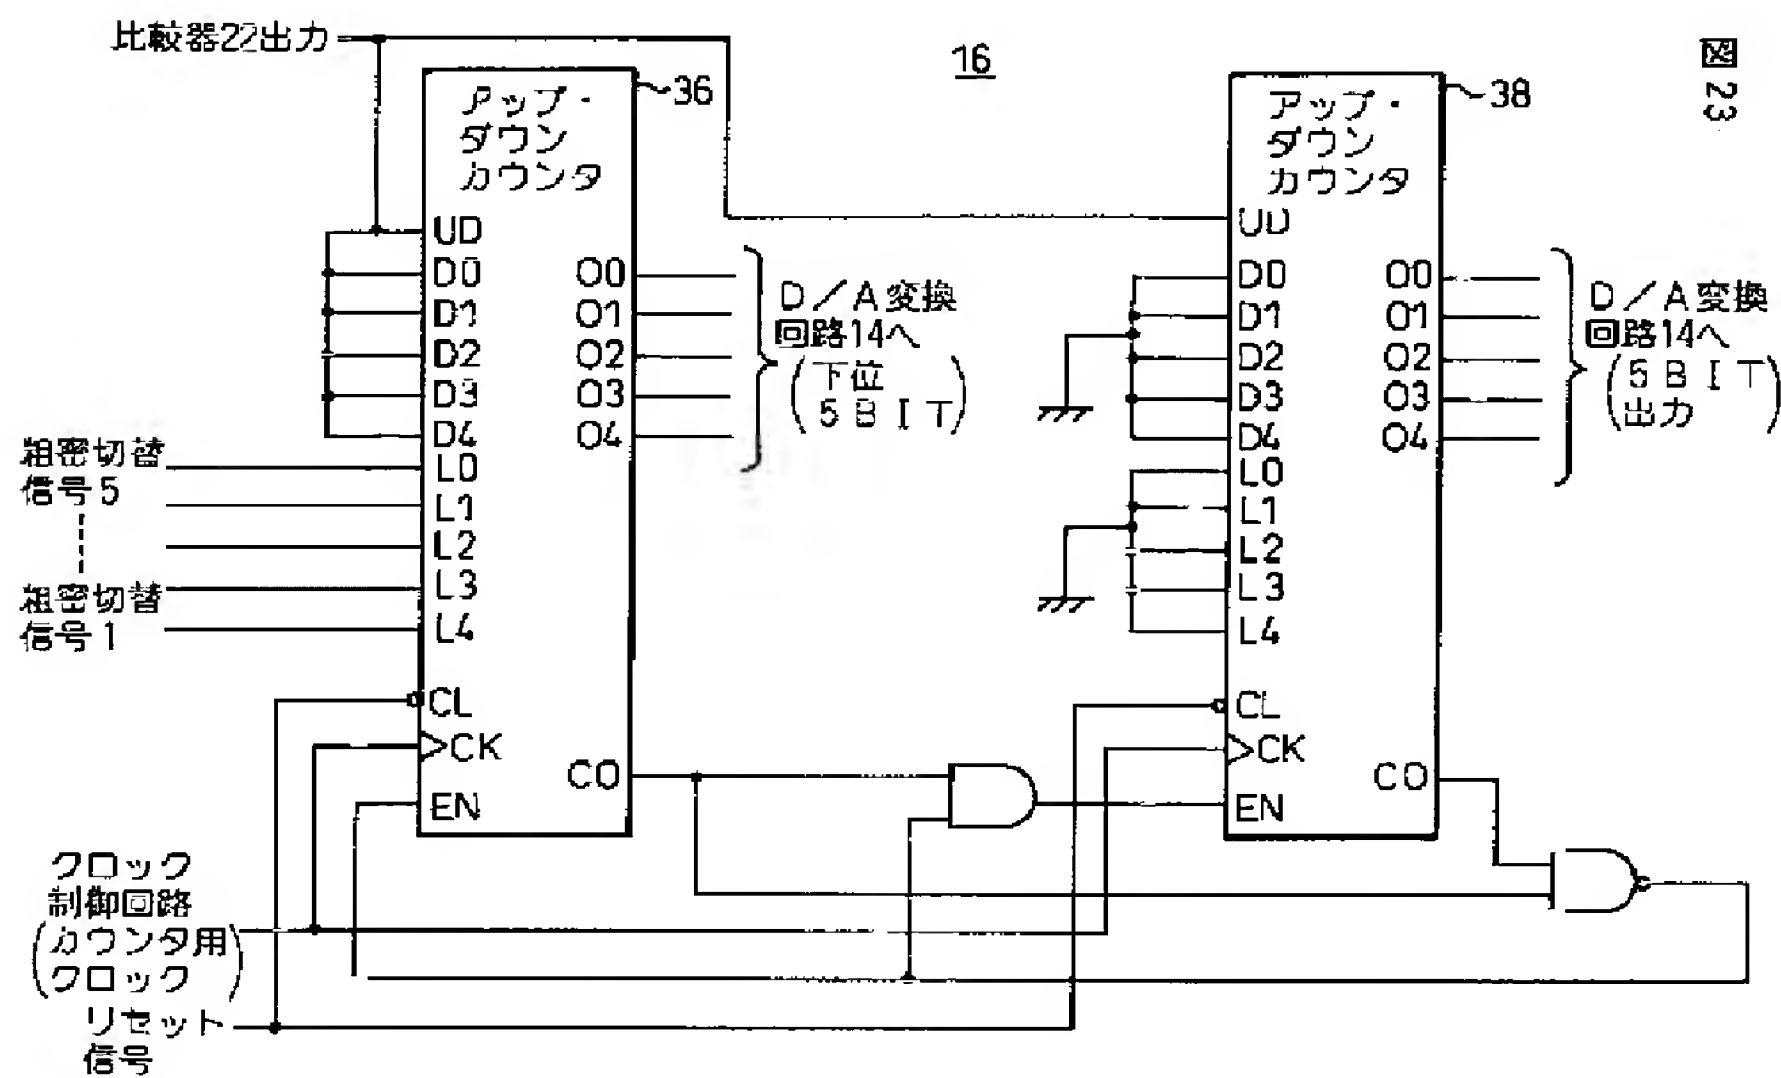 図23
16
比較器22出力
36
アップ・
ダウン
カウンタ
UD
D0
D1
D2
D3
D4
L0
L1
L2
L3
L4
CL
CK
EN
O0
O1
O2
O3
O4
CO
D/A変換
回路14へ
(下位
5BIT)
粗密切替
信号5
粗密切替
信号1
クロック
制御回路
(カウンタ用
クロック)
リセット
信号
38
アップ・
ダウン
カウンタ
UD
D0
D1
D2
D3
D4
L0
L1
L2
L3
L4
CL
CK
EN
O0
O1
O2
O3
O4
CO
D/A変換
回路14へ
(5BIT
出力)